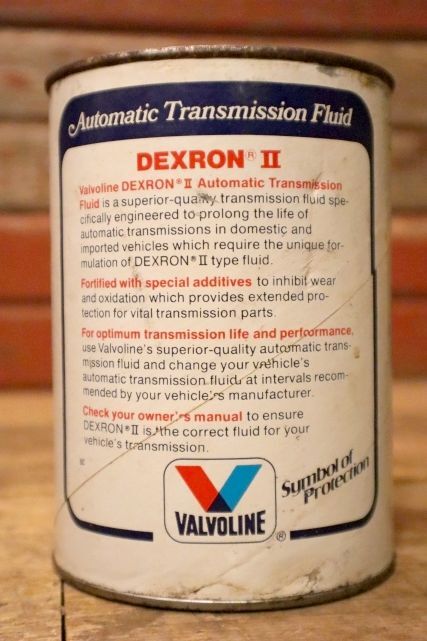 Automatic Transmission Fluid
DEXRON® II
Valvoline DEXRON® II Automatic Transmission
Fluid is a superior-quality transmission fluid spe-
cifically engineered to prolong the life of
automatic transmissions in domestic and
imported vehicles which require the unique for-
mulation of DEXRON® II type fluid.
Fortified with special additives to inhibit wear
and oxidation which provides extended pro-
tection for vital transmission parts.
For optimum transmission life and performance,
use Valvoline's superior-quality automatic trans-
mission fluid and change your vehicle's
automatic transmission fluid at intervals recom-
mended by your vehicle's manufacturer.
Check your owner's manual to ensure
DEXRON® II is the correct fluid for your
vehicle's transmission.
VALVOLINE ®
Symbol of
Protection